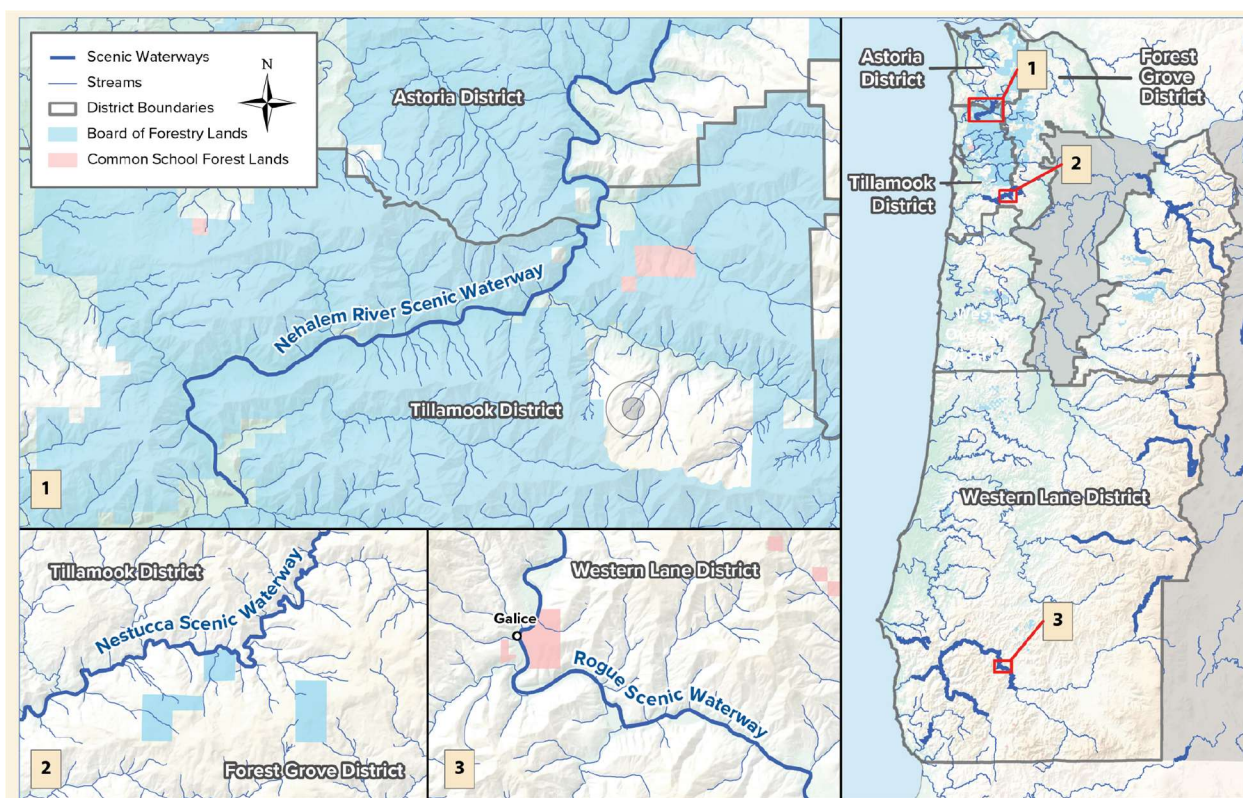 Scenic Waterways
Streams
District Boundaries
Board of Forestry Lands
Common School Forest Lands
N
Astoria District
Nehalem River Scenic Waterway
Tillamook District
1
Tillamook District
Nestucca Scenic Waterway
Forest Grove District
2
Western Lane District
Galice
Rogue Scenic Waterway
3
Astoria
District
1
Forest
Grove
District
2
Tillamook
District
Western Lane District
3